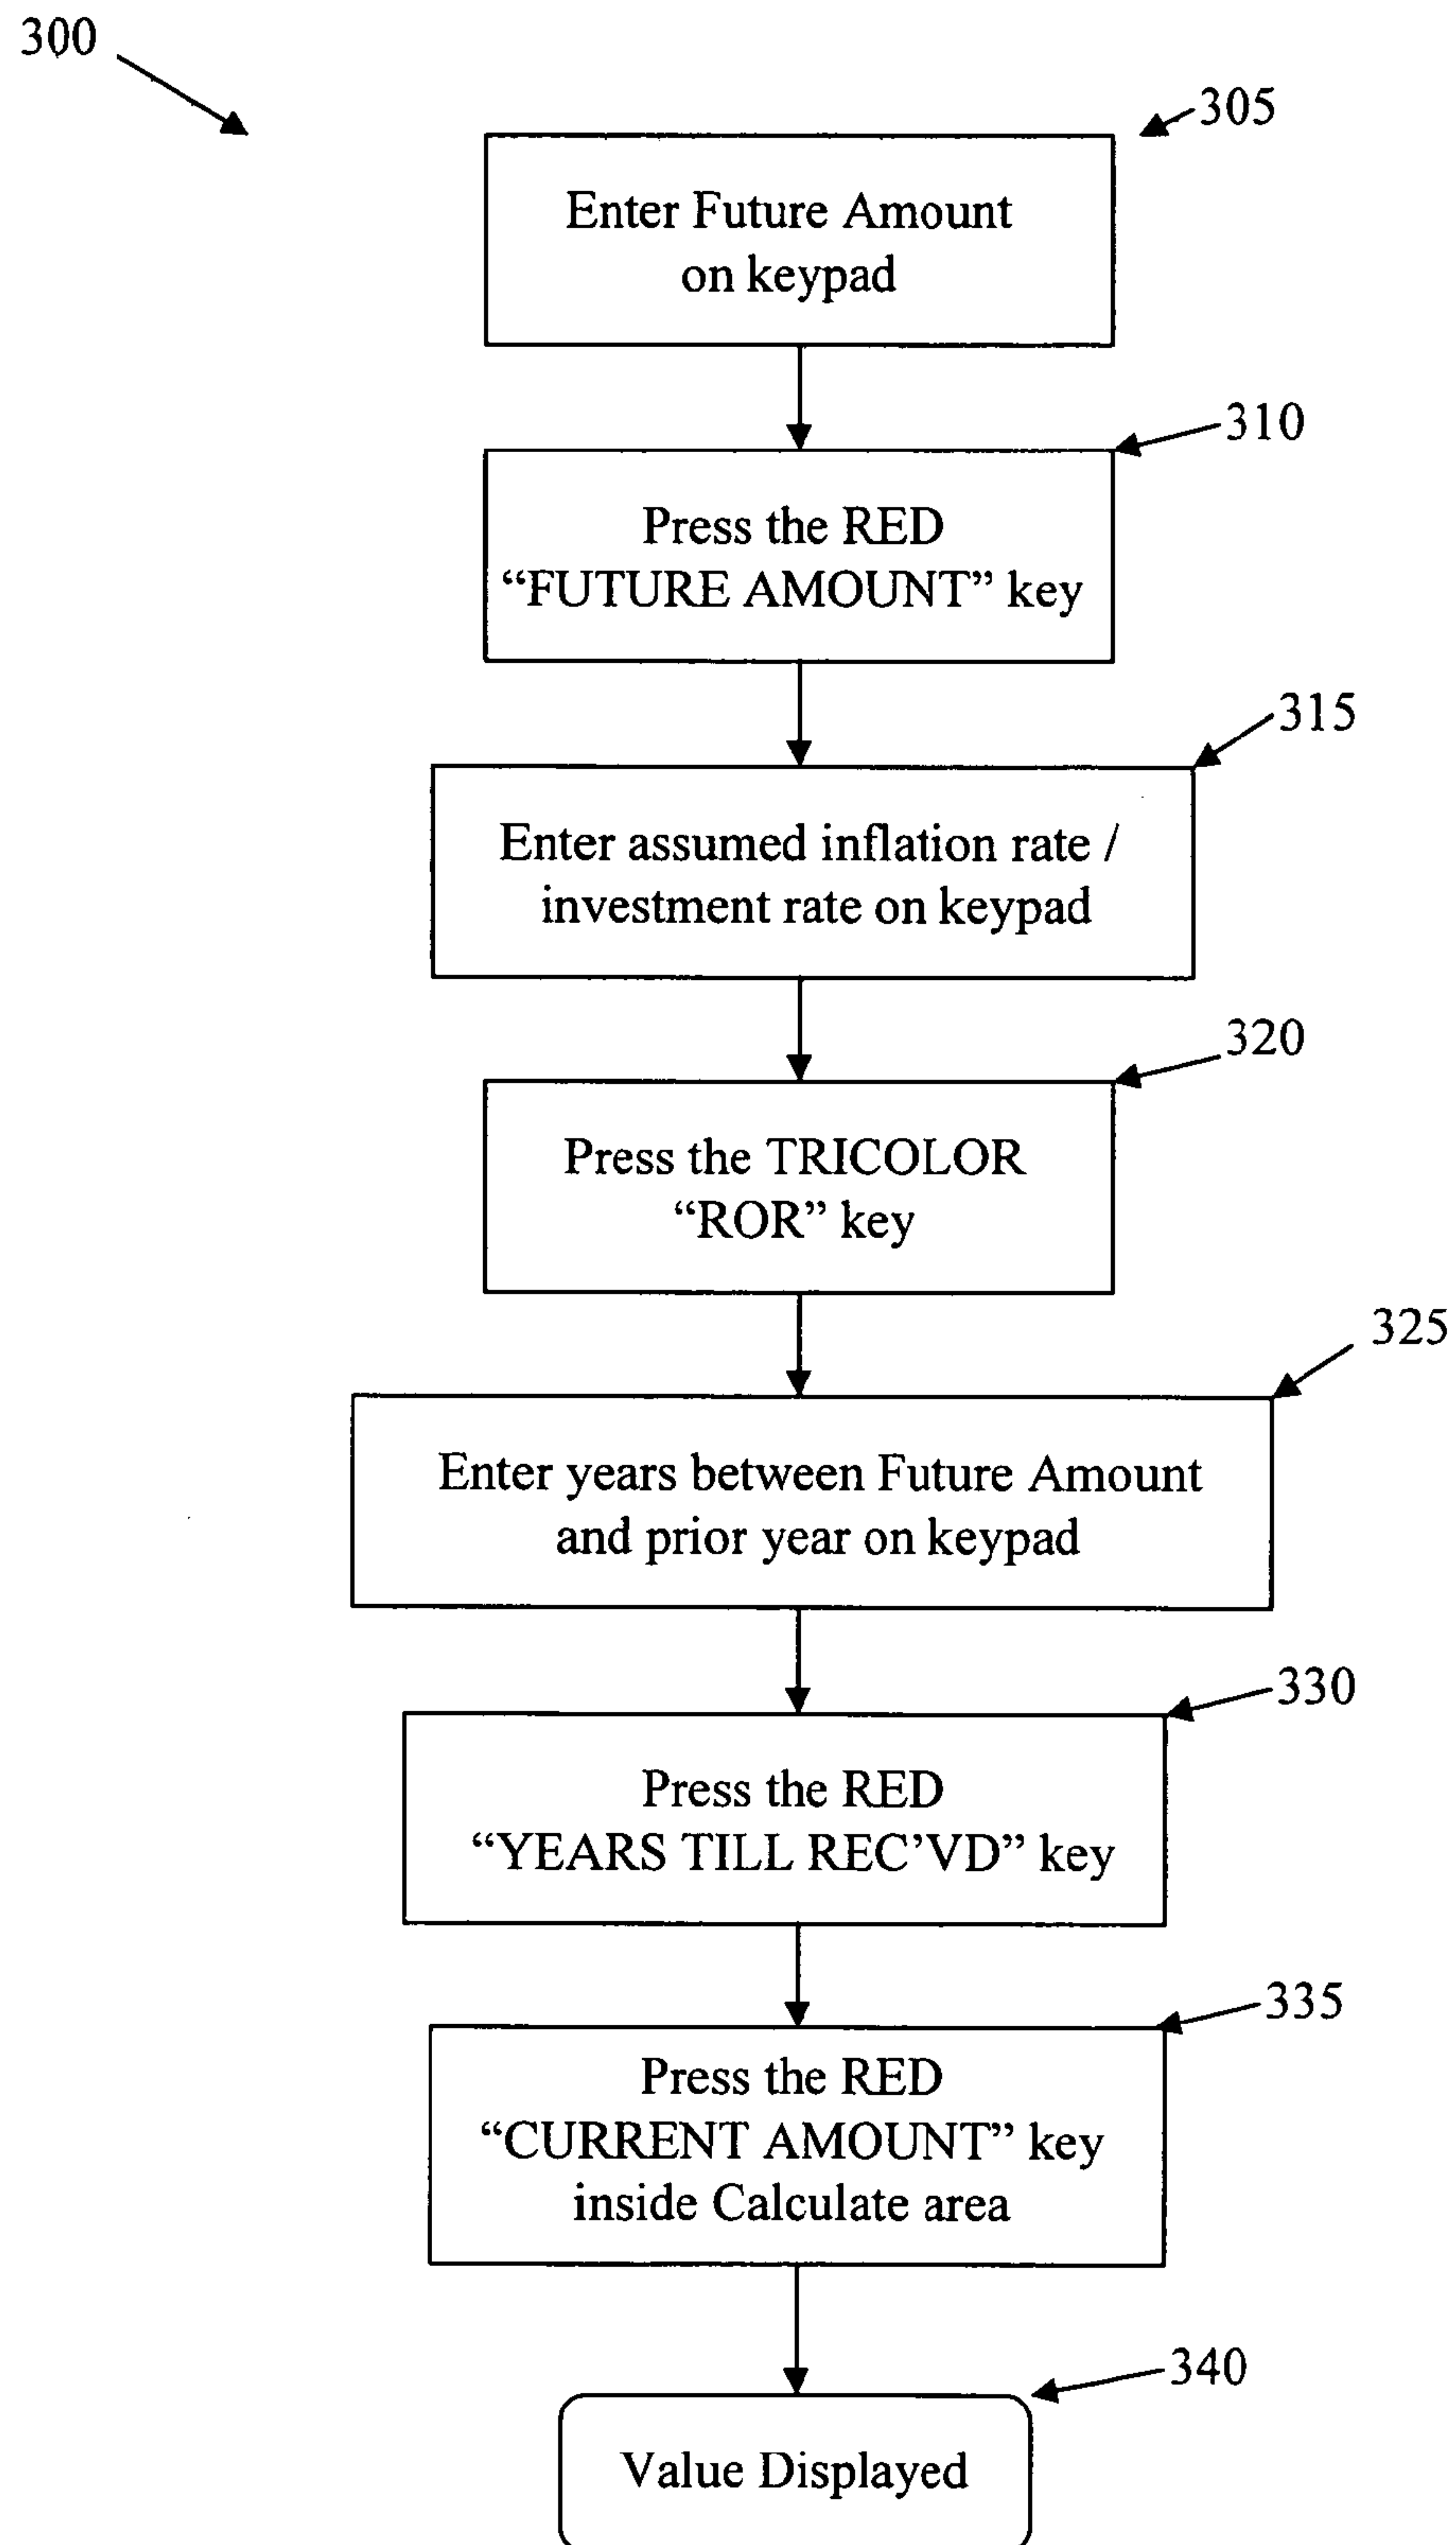 300
305
Enter Future Amount
on keypad
310
Press the RED
“FUTURE AMOUNT” key
315
Enter assumed inflation rate /
investment rate on keypad
320
Press the TRICOLOR
“ROR” key
325
Enter years between Future Amount
and prior year on keypad
330
Press the RED
“YEARS TILL REC’VD” key
335
Press the RED
“CURRENT AMOUNT” key
inside Calculate area
340
Value Displayed